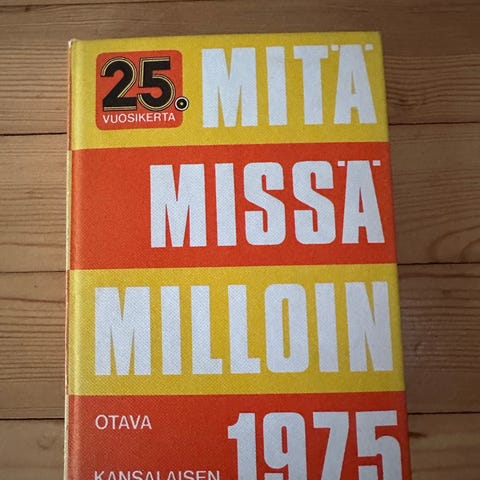 25.
VUOSIKERTA
MITÄ
MISSÄ
MILLOIN
OTAVA
1975
KANSALAISEN